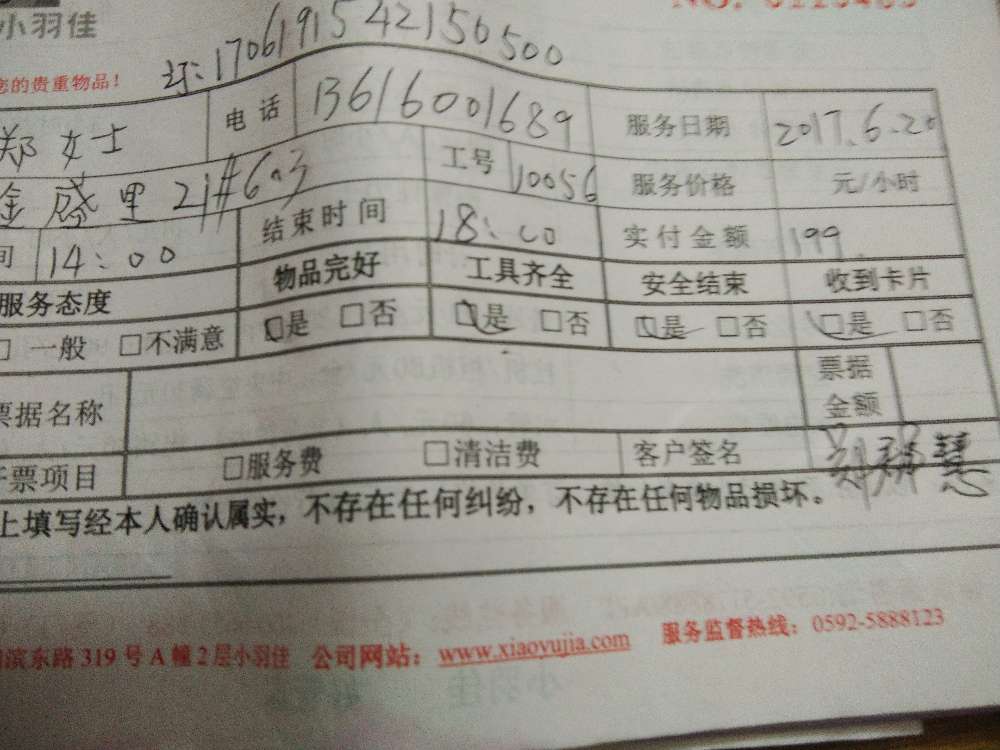 小羽佳
您的贵重物品!
环:1706191542150500
郑女士 电话 13616001689 服务日期 2017.6.20
金盛里21#603 工号 10056 服务价格 元/小时
间 14:00 结束时间 18:00 实付金额 199
服务态度 物品完好 工具齐全 安全结束 收到卡片
□ 一般 □不满意 □是 □否 □是 □否 □是 □否 □是 □否
票据名称 票据金额
开票项目 □服务费 □清洁费 客户签名
上填写经本人确认属实,不存在任何纠纷,不存在任何物品损坏。
滨东路319号A幢2层小羽佳 公司网站:www.xiaoyujia.com 服务监督热线:0592-5888123